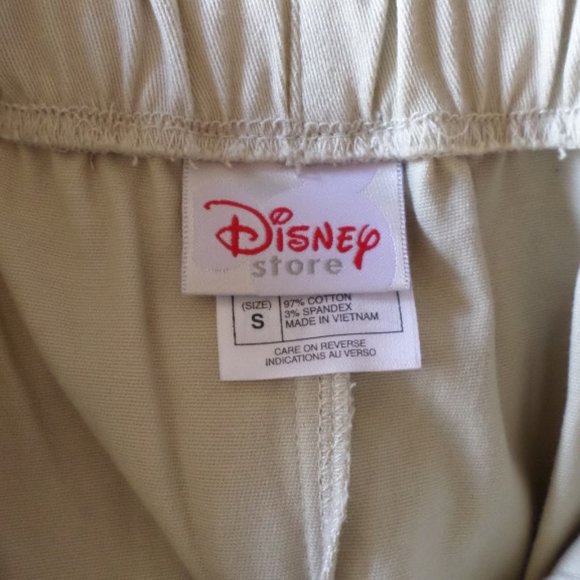 Disney
store
(SIZE)
S
97% COTTON
3% SPANDEX
MADE IN VIETNAM
CARE ON REVERSE
INDICATIONS AU VERSO